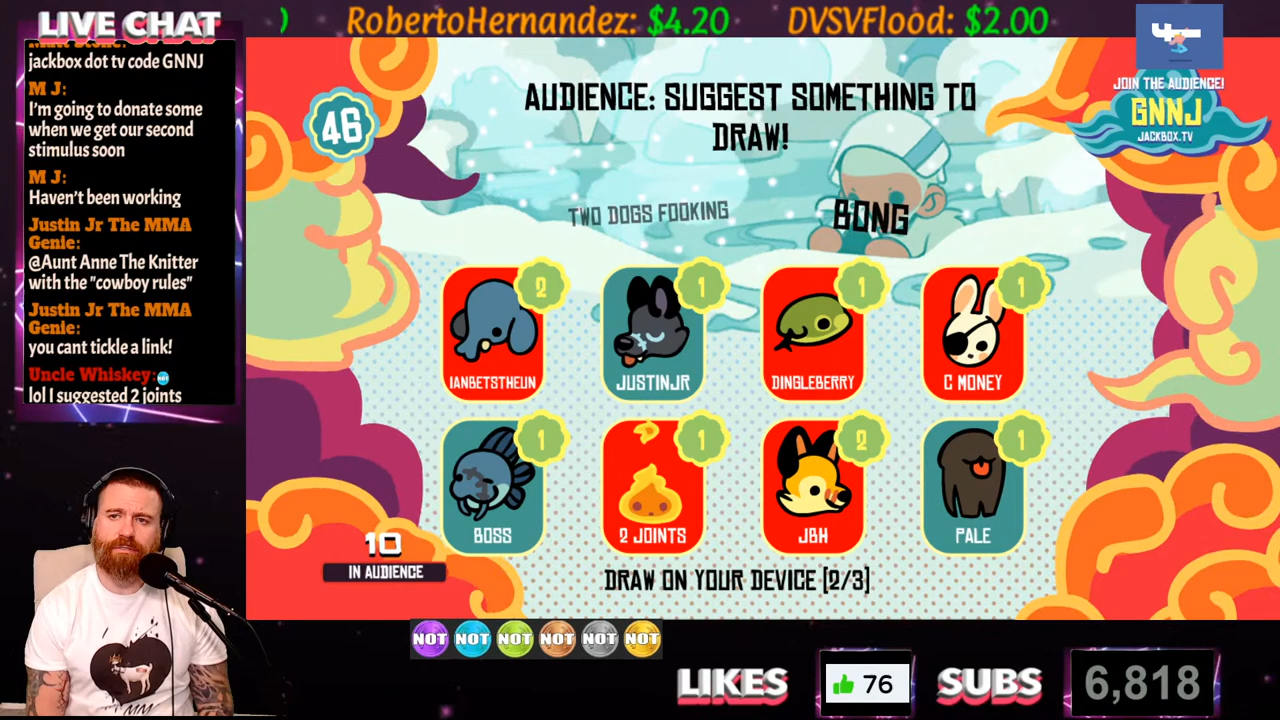 LIVE CHAT
RobertoHernandez: $4.20
DVSVFlood: $2.00
jackbox dot tv code GNNJ
M J:
I'm going to donate some
when we get our second
stimulus soon
M J:
Haven't been working
Justin Jr The MMA
Genie:
@Aunt Anne The Knitter
with the "cowboy rules"
Justin Jr The MMA
Genie:
you cant tickle a link!
Uncle Whiskey:
NOT
lol I suggested 2 joints
46
AUDIENCE: SUGGEST SOMETHING TO
DRAW!
JOIN THE AUDIENCE!
GNNJ
JACKBOX.TV
TWO DOGS FOOKING
BONG
2
IANBETSTHEUN
1
JUSTINJR
1
DINGLEBERRY
1
C MONEY
1
BOSS
1
2 JOINTS
2
JBH
1
PALE
10
IN AUDIENCE
DRAW ON YOUR DEVICE [2/3]
NOT NOT NOT NOT NOT NOT
LIKES
76
SUBS
6,818
MM